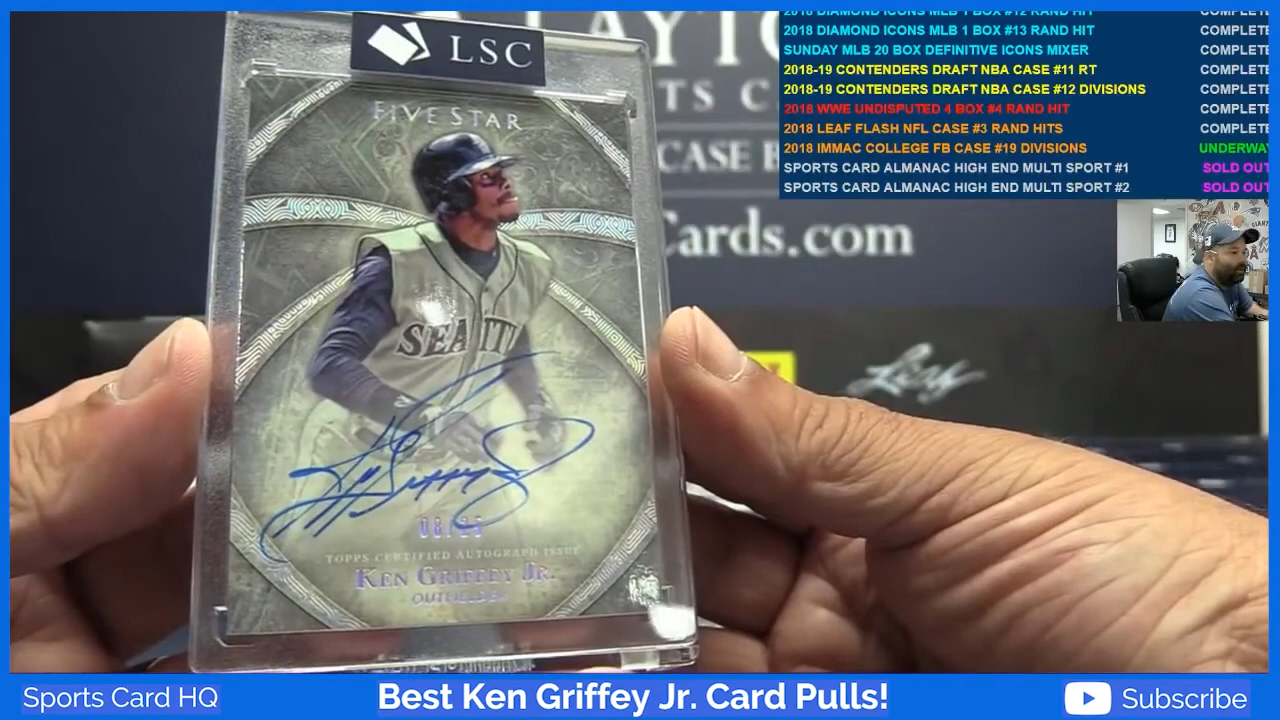 LSC
FIVE STAR
SEATTL
08/25
TOPPS CERTIFIED AUTOGRAPH ISSUE
KEN GRIFFEY JR.
OUTFIELDER
LAYTO
TS C
CASE B
Cards.com
Leaf
2018 DIAMOND ICONS MLB 1 BOX #12 RAND HIT COMPLETE
2018 DIAMOND ICONS MLB 1 BOX #13 RAND HIT COMPLETE
SUNDAY MLB 20 BOX DEFINITIVE ICONS MIXER COMPLETE
2018-19 CONTENDERS DRAFT NBA CASE #11 RT COMPLETE
2018-19 CONTENDERS DRAFT NBA CASE #12 DIVISIONS COMPLETE
2018 WWE UNDISPUTED 4 BOX #4 RAND HIT COMPLETE
2018 LEAF FLASH NFL CASE #3 RAND HITS COMPLETE
2018 IMMAC COLLEGE FB CASE #19 DIVISIONS UNDERWAY
SPORTS CARD ALMANAC HIGH END MULTI SPORT #1 SOLD OUT
SPORTS CARD ALMANAC HIGH END MULTI SPORT #2 SOLD OUT
Sports Card HQ
Best Ken Griffey Jr. Card Pulls!
Subscribe